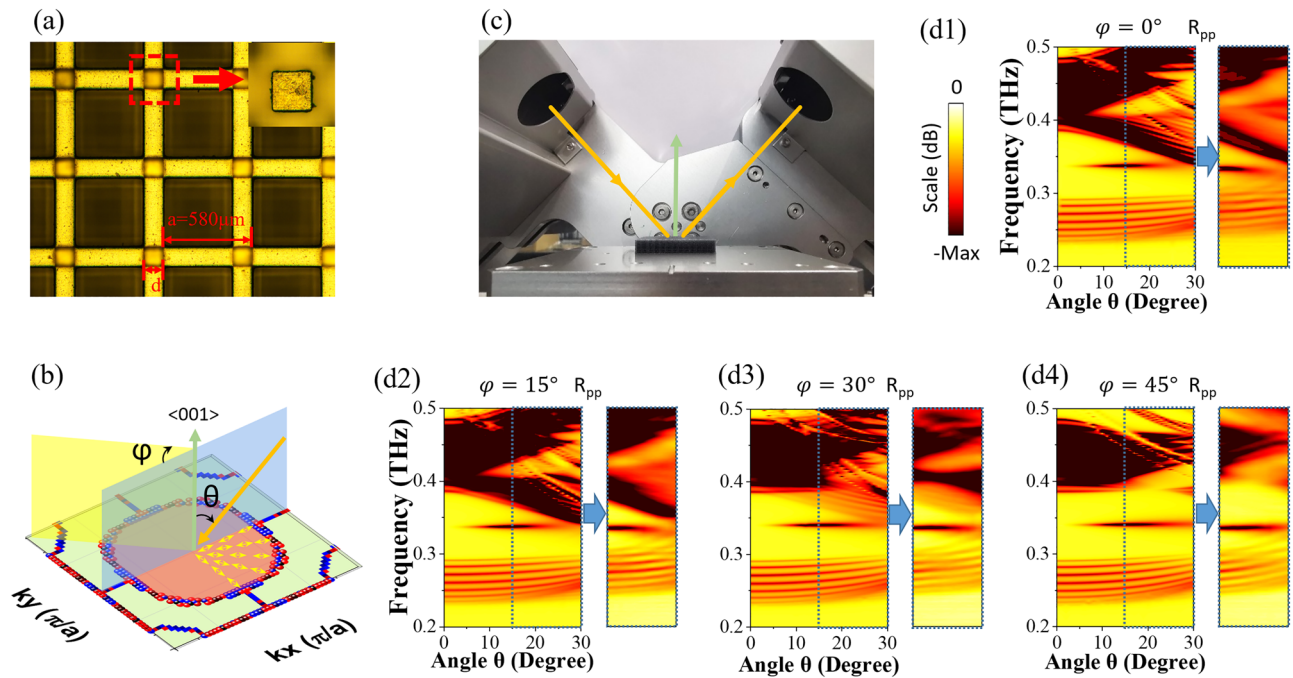 (a)
a=580μm
d
(b)
<001>
φ
θ
ky (π/a)
kx (π/a)
(c)
(d1)
φ = 0° Rpp
0
Scale (dB)
-Max
Frequency (THz)
0.5
0.4
0.3
0.2
0 10 20 30
Angle θ (Degree)
(d2)
φ = 15° Rpp
Frequency (THz)
0.5
0.4
0.3
0.2
0 10 20 30
Angle θ (Degree)
(d3)
φ = 30° Rpp
0.5
0.4
0.3
0.2
0 10 20 30
Angle θ (Degree)
(d4)
φ = 45° Rpp
0.5
0.4
0.3
0.2
0 10 20 30
Angle θ (Degree)